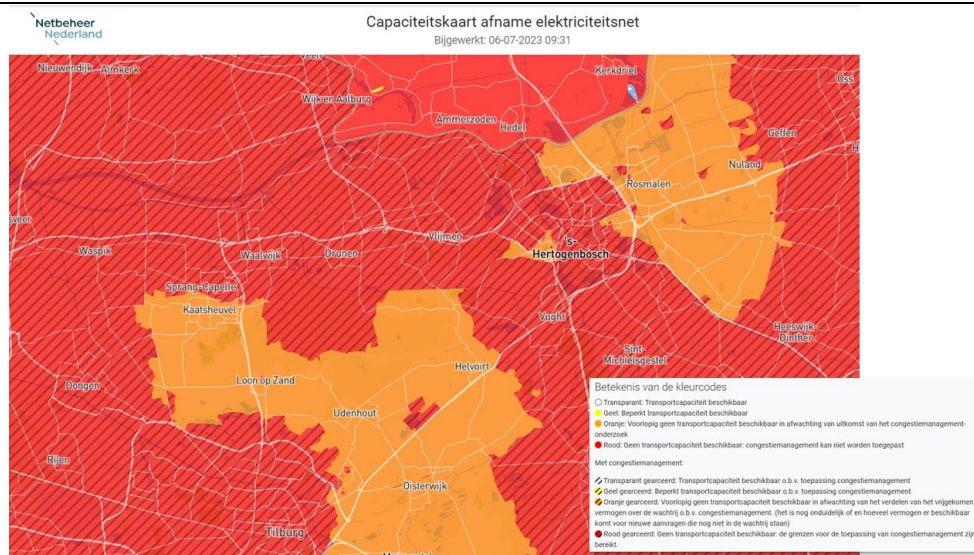 Netbeheer
Nederland
Capaciteitskaart afname elektriciteitsnet
Bijgewerkt: 06-07-2023 09:31
Nieuwendijk
Almkerk
Kerkdriel
Oss
Wijk en Aalburg
Ammerzoden
Hedel
Geffen
Nuland
Rosmalen
Waspik
Waalwijk
Drunen
Vlijmen
's-
Hertogenbosch
Sprang-Capelle
Kaatsheuvel
Vught
Heeswijk-
Dinther
Sint-
Michielsgestel
Helvoirt
Dongen
Loon op Zand
Udenhout
Rijen
Oisterwijk
Tilburg
Betekenis van de kleurcodes
Transparant: Transportcapaciteit beschikbaar
Geel: Beperkt transportcapaciteit beschikbaar
Oranje: Voorlopig geen transportcapaciteit beschikbaar in afwachting van uitkomst van het congestiemanagement-
onderzoek
Rood: Geen transportcapaciteit beschikbaar: congestiemanagement kan niet worden toegepast
Met congestiemanagement:
Transparant gearceerd: Transportcapaciteit beschikbaar o.b.v. toepassing congestiemanagement
Geel gearceerd: Beperkt transportcapaciteit beschikbaar o.b.v. toepassing congestiemanagement
Oranje gearceerd: Voorlopig geen transportcapaciteit beschikbaar in afwachting van het verdelen van het vrijgekomen
vermogen over de wachtrij o.b.v. congestiemanagement. (het is nog onduidelijk of en hoeveel vermogen er beschikbaar
komt voor nieuwe aanvragen die nog niet in de wachtrij staan)
Rood gearceerd: Geen transportcapaciteit beschikbaar: de grenzen voor de toepassing van congestiemanagement zijn
bereikt.